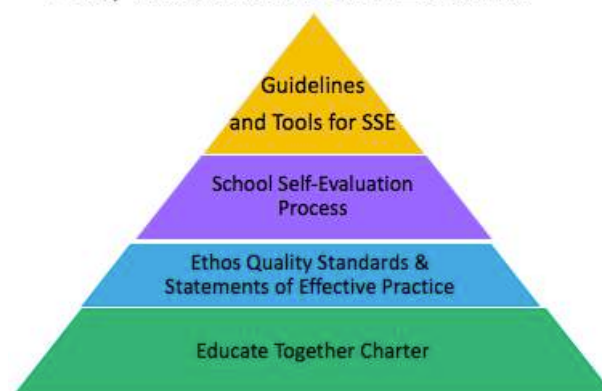 Guidelines
and Tools for SSE
School Self-Evaluation
Process
Ethos Quality Standards &
Statements of Effective Practice
Educate Together Charter